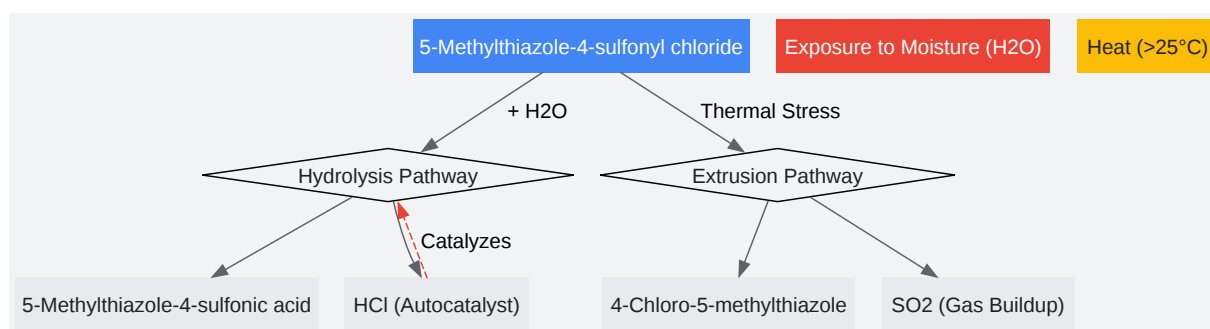 5-Methylthiazole-4-sulfonyl chloride
Exposure to Moisture (H2O)
Heat (>25°C)
+ H2O
Thermal Stress
Hydrolysis Pathway
Extrusion Pathway
Catalyzes
5-Methylthiazole-4-sulfonic acid
HCl (Autocatalyst)
4-Chloro-5-methylthiazole
SO2 (Gas Buildup)